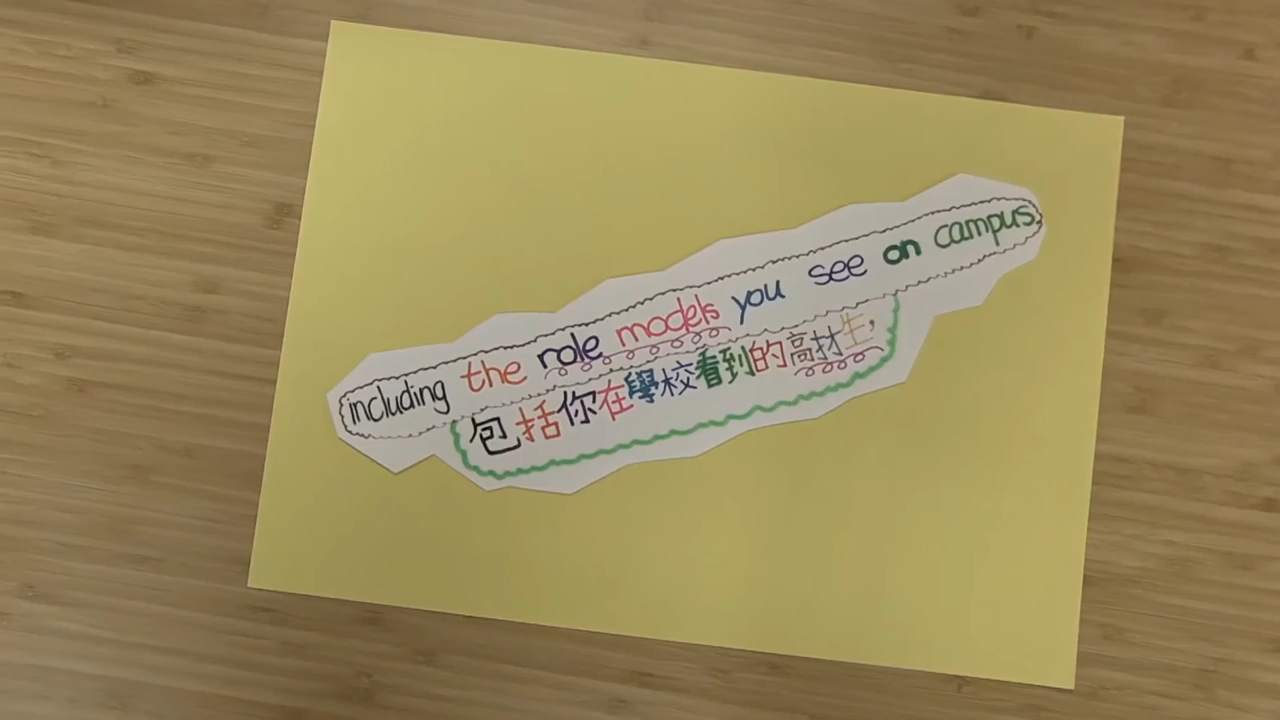 including the role models you see on campus,
包括你在學校看到的高材生，